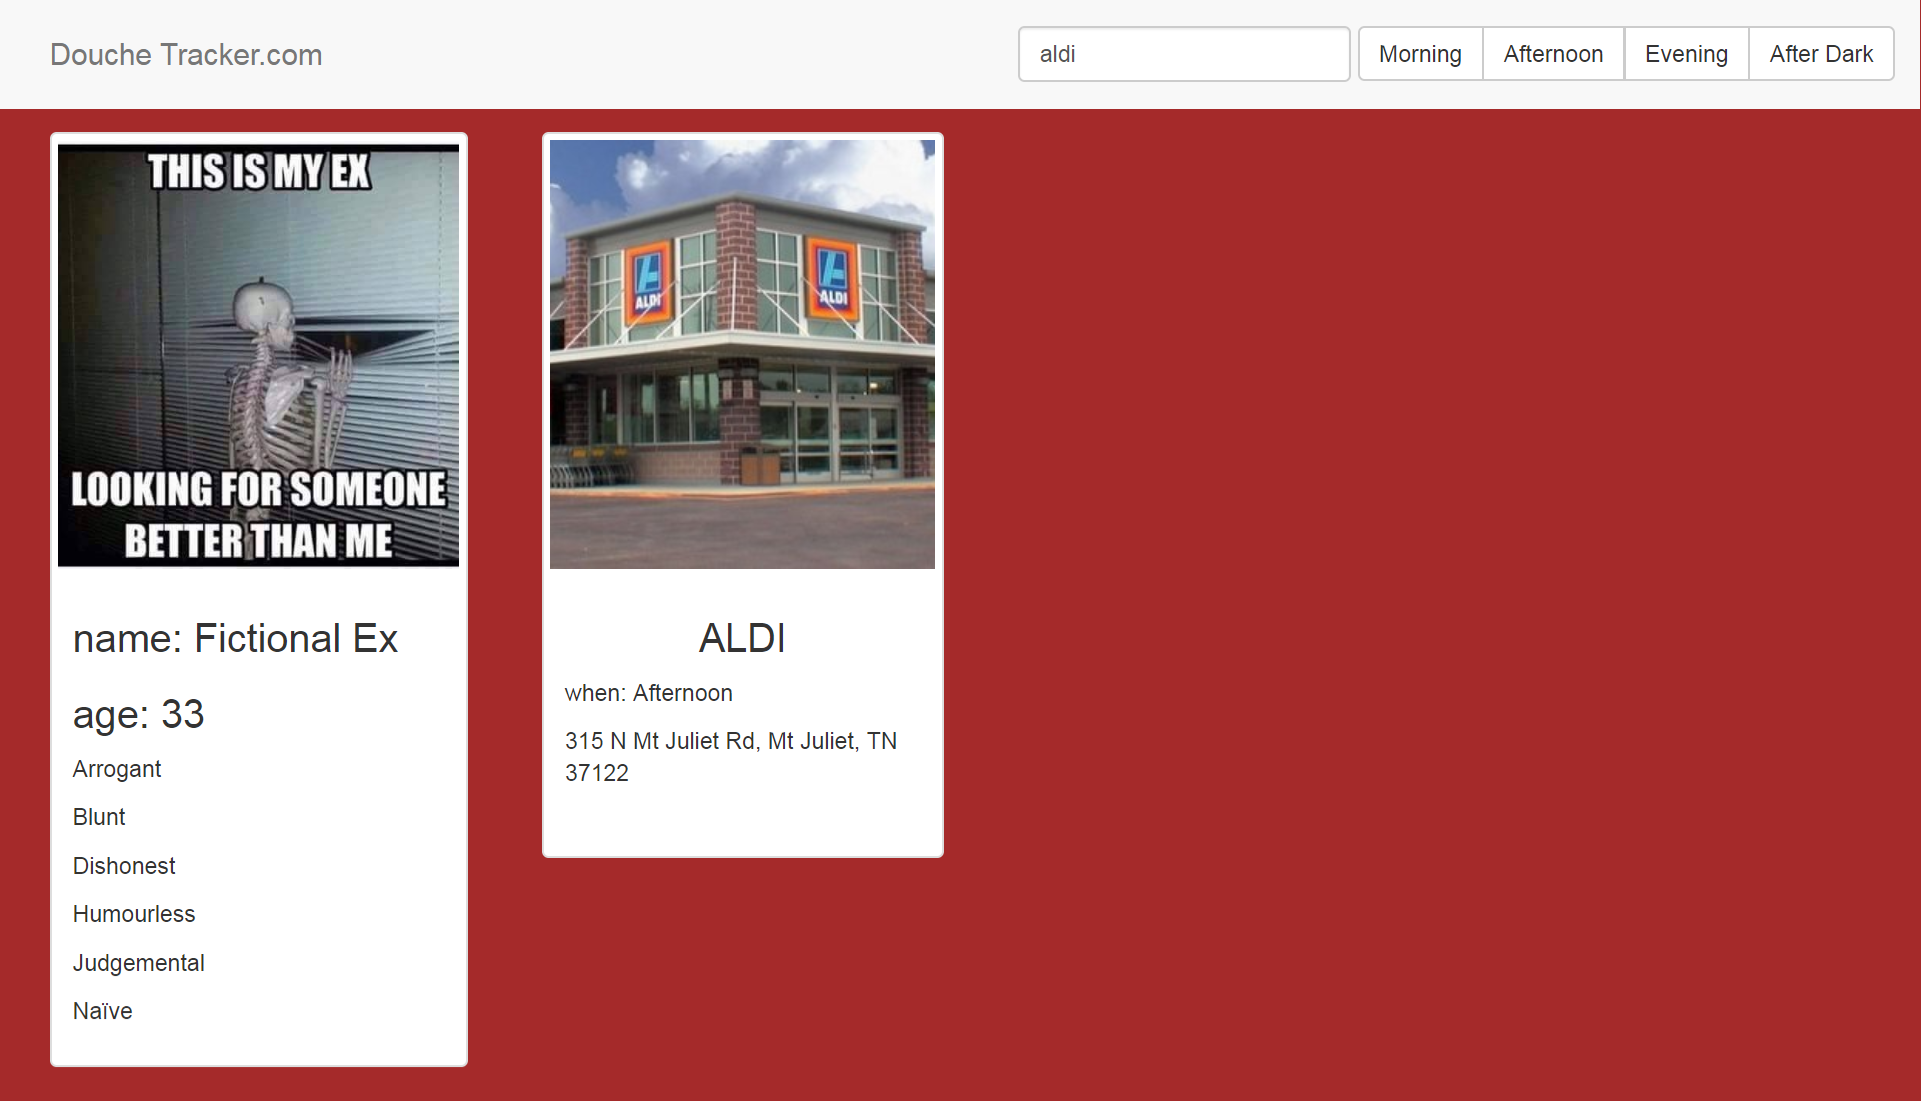 Douche Tracker.com
aldi
Morning
Afternoon
Evening
After Dark
THIS IS MY EX
LOOKING FOR SOMEONE
BETTER THAN ME
name: Fictional Ex
age: 33
Arrogant
Blunt
Dishonest
Humourless
Judgemental
Naïve
ALDI
ALDI
ALDI
when: Afternoon
315 N Mt Juliet Rd, Mt Juliet, TN
37122